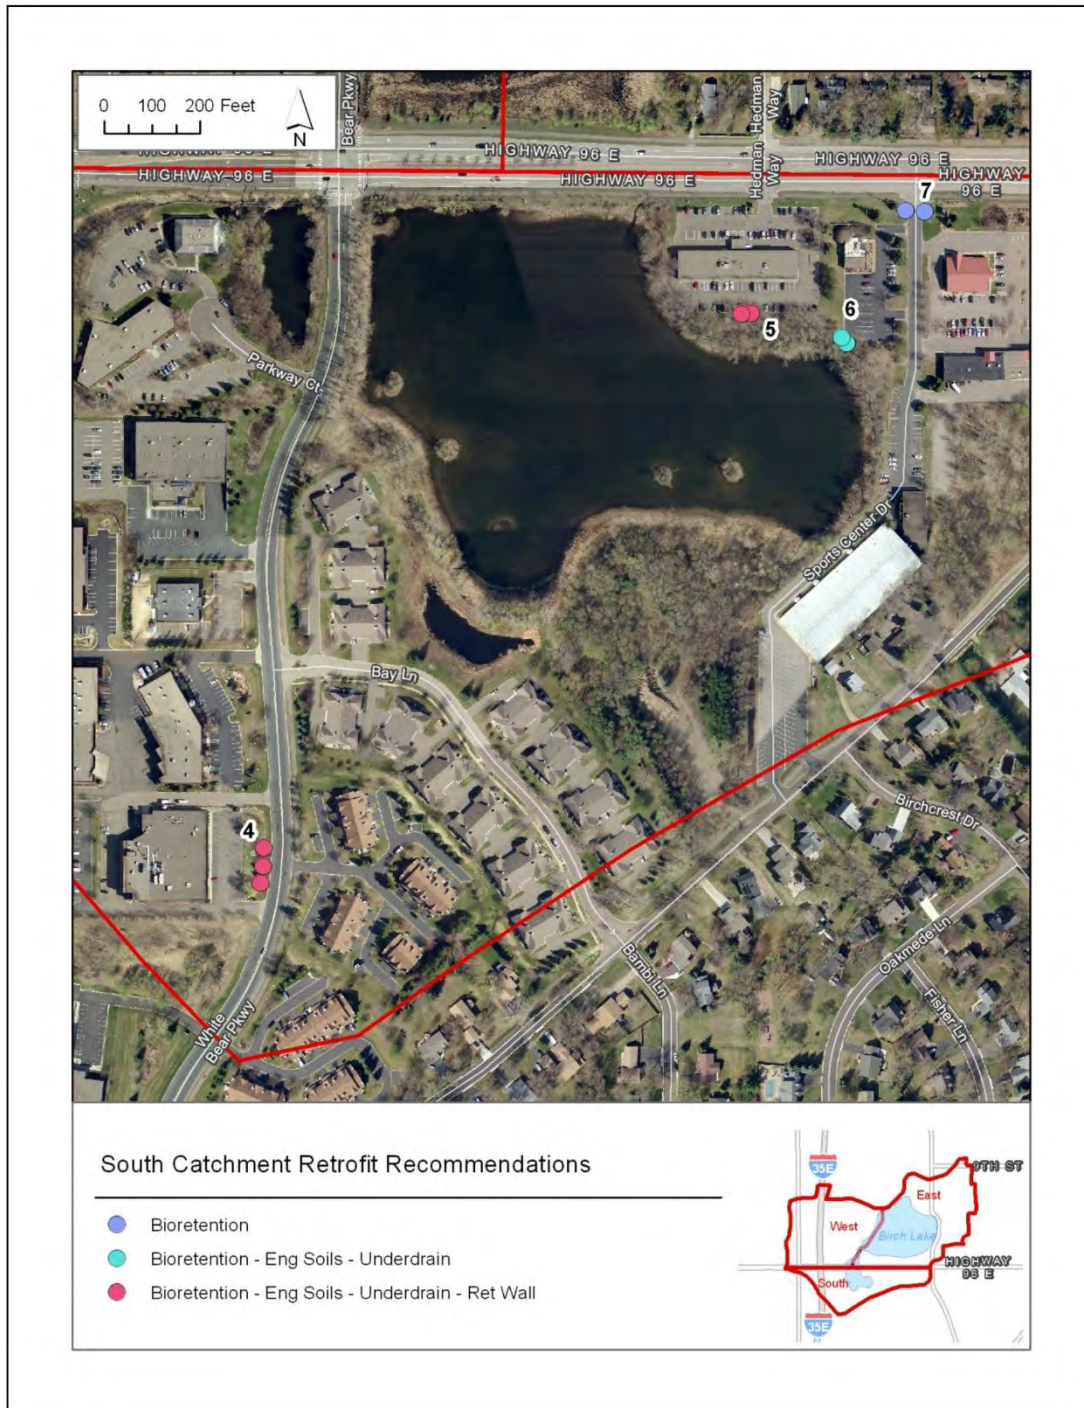 0 100 200 Feet
N
Bear Pkwy
Hedman Way
Hedman Way
HIGHWAY 96 E
HIGHWAY 96 E
HIGHWAY 96 E
HIGHWAY 96 E
HIGHWAY 96 E
HIGHWAY 96 E
7
6
5
Parkway Ct
Sports Center Dr
Bay Ln
Birchcrest Dr
4
Oakmede Ln
Bambi Ln
Fisher Ln
White Bear Pkwy
South Catchment Retrofit Recommendations
Bioretention
Bioretention - Eng Soils - Underdrain
Bioretention - Eng Soils - Underdrain - Ret Wall
35E
9TH ST
East
West
Birch Lake
HIGHWAY 96 E
South
35E